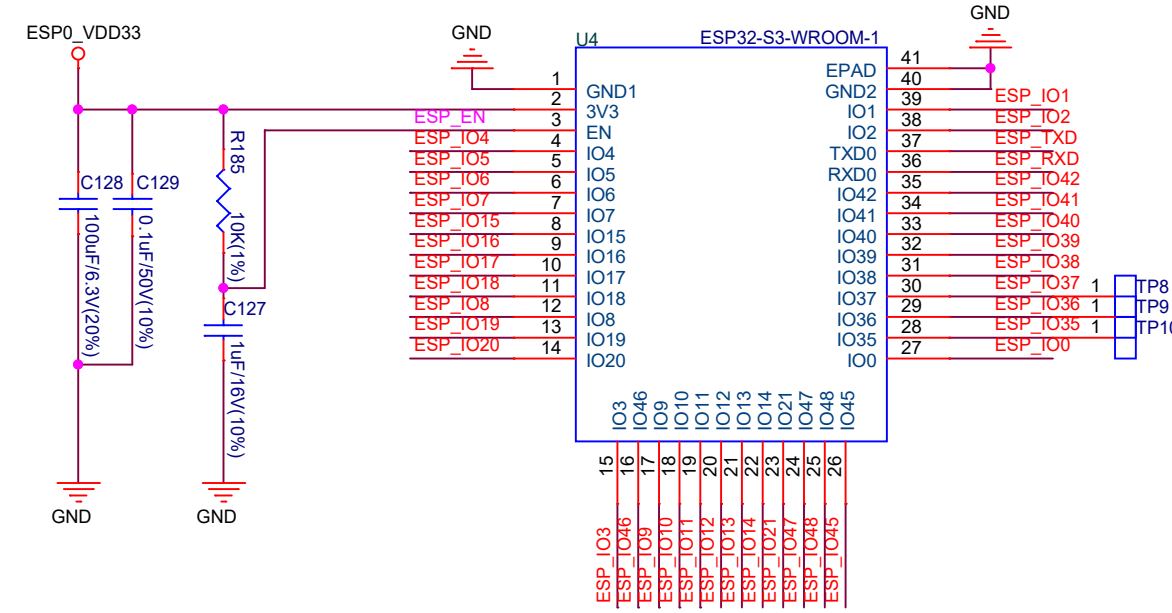 ESP0_VDD33
GND
U4
ESP32-S3-WROOM-1
GND
1
GND1
2
3V3
ESP_EN
3
EN
ESP_IO4
4
IO4
ESP_IO5
5
IO5
ESP_IO6
6
IO6
ESP_IO7
7
IO7
ESP_IO15
8
IO15
ESP_IO16
9
IO16
ESP_IO17
10
IO17
ESP_IO18
11
IO18
ESP_IO8
12
IO8
ESP_IO19
13
IO19
ESP_IO20
14
IO20
EPAD
41
GND2
40
IO1
39
ESP_IO1
IO2
38
ESP_IO2
TXD0
37
ESP_TXD
RXD0
36
ESP_RXD
IO42
35
ESP_IO42
IO41
34
ESP_IO41
IO40
33
ESP_IO40
IO39
32
ESP_IO39
IO38
31
ESP_IO38
IO37
30
ESP_IO37
1
TP8
IO36
29
ESP_IO36
1
TP9
IO35
28
ESP_IO35
1
TP10
IO0
27
ESP_IO0
R185
10K(1%)
C128
100uF/6.3V(20%)
C129
0.1uF/50V(10%)
C127
1uF/16V(10%)
GND
GND
IO3
IO46
IO9
IO10
IO11
IO12
IO13
IO14
IO21
IO47
IO48
IO45
15
16
17
18
19
20
21
22
23
24
25
26
ESP_IO3
ESP_IO46
ESP_IO9
ESP_IO10
ESP_IO11
ESP_IO12
ESP_IO13
ESP_IO14
ESP_IO21
ESP_IO47
ESP_IO48
ESP_IO45